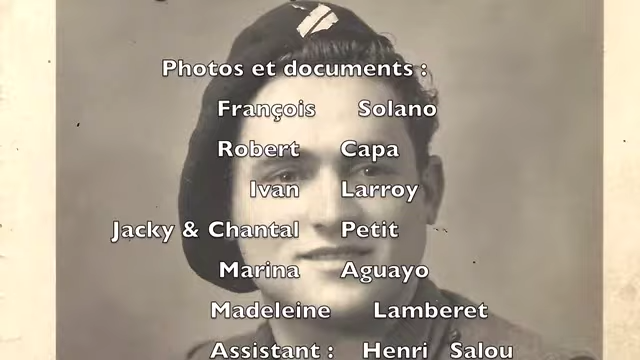 Photos et documents :
François Solano
Robert Capa
Ivan Larroy
Jacky & Chantal Petit
Marina Aguayo
Madeleine Lamberet
Assistant : Henri Salou